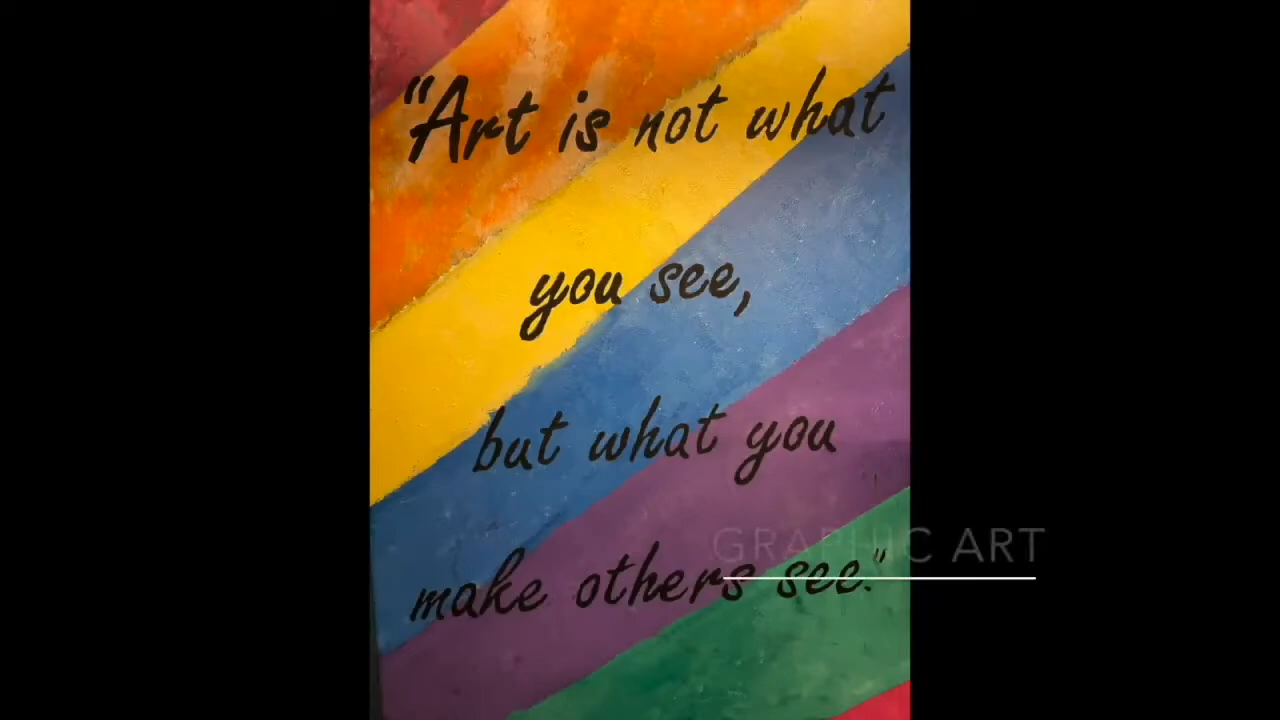 "Art is not what
you see,
but what you
make others see."
GRAPHIC ART